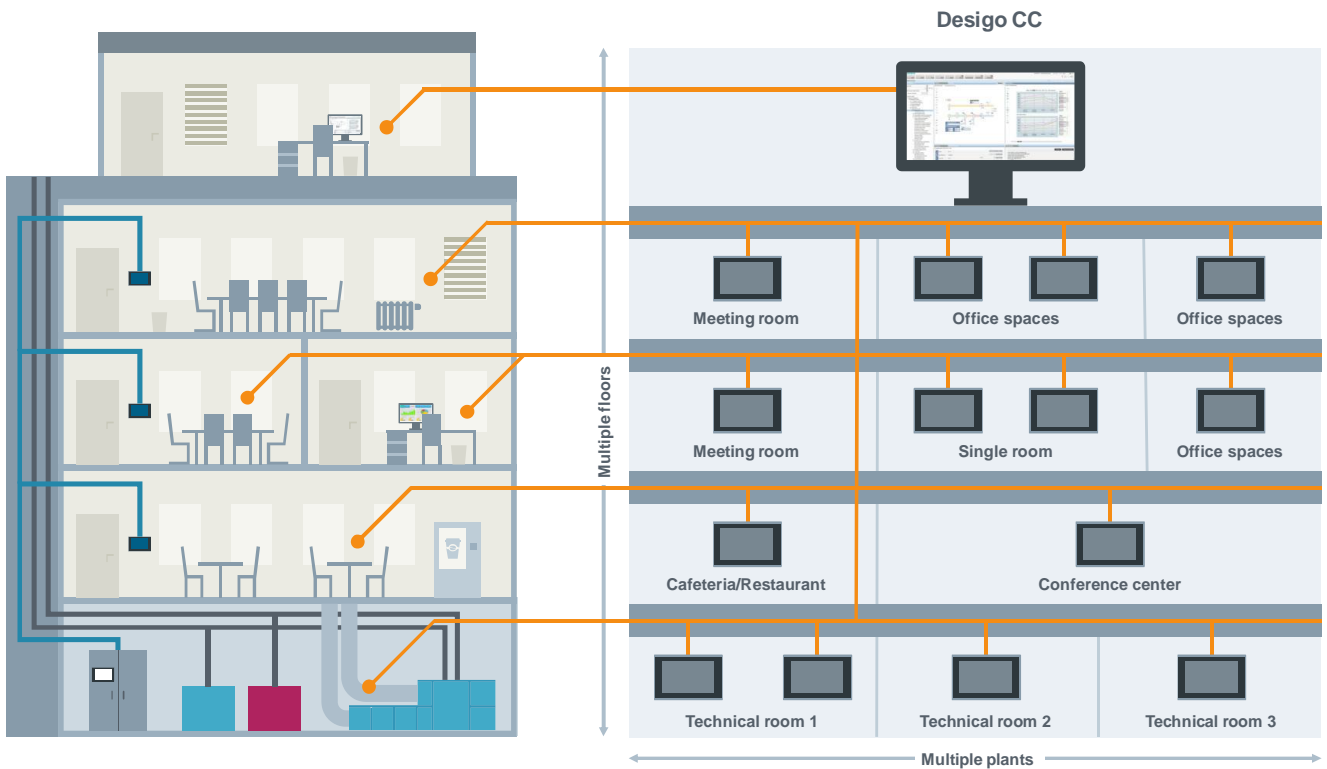 Desigo CC
Meeting room
Office spaces
Office spaces
Multiple floors
Meeting room
Single room
Office spaces
Cafeteria/Restaurant
Conference center
Technical room 1
Technical room 2
Technical room 3
Multiple plants